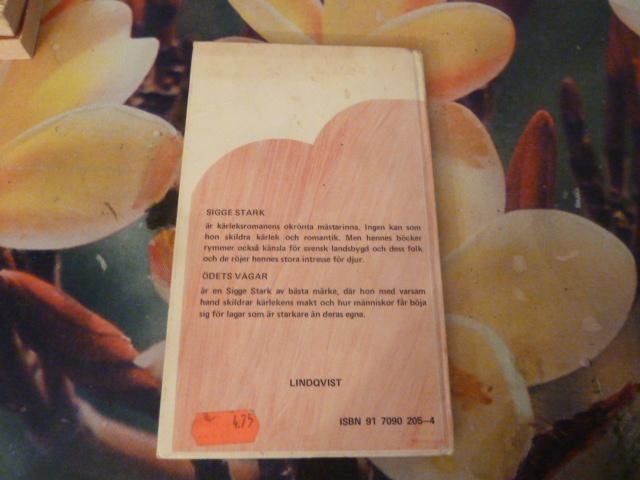 SIGGE STARK
är kärleksromanens okrönta mästarinna. Ingen kan som
hon skildra kärlek och romantik. Men hennes böcker
rymmer också känsla för svensk landsbygd och dess folk
och de röjer hennes stora intresse för djur.
ÖDETS VÄGAR
är en Sigge Stark av bästa märke, där hon med varsam
hand skildrar kärlekens makt och hur människor får böja
sig för lagar som är starkare än deras egna.
LINDQVIST
ISBN 91 7090 205–4
4.75